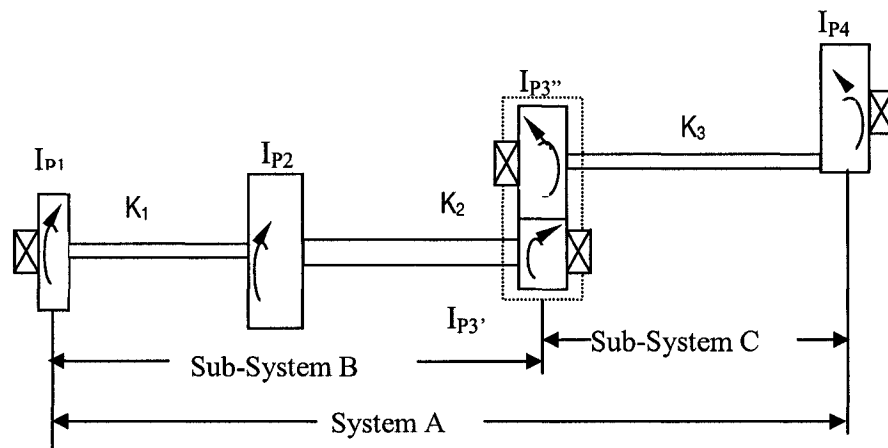 I_P4
I_P3''
K_3
I_P1
I_P2
K_1
K_2
I_P3'
Sub-System C
Sub-System B
System A